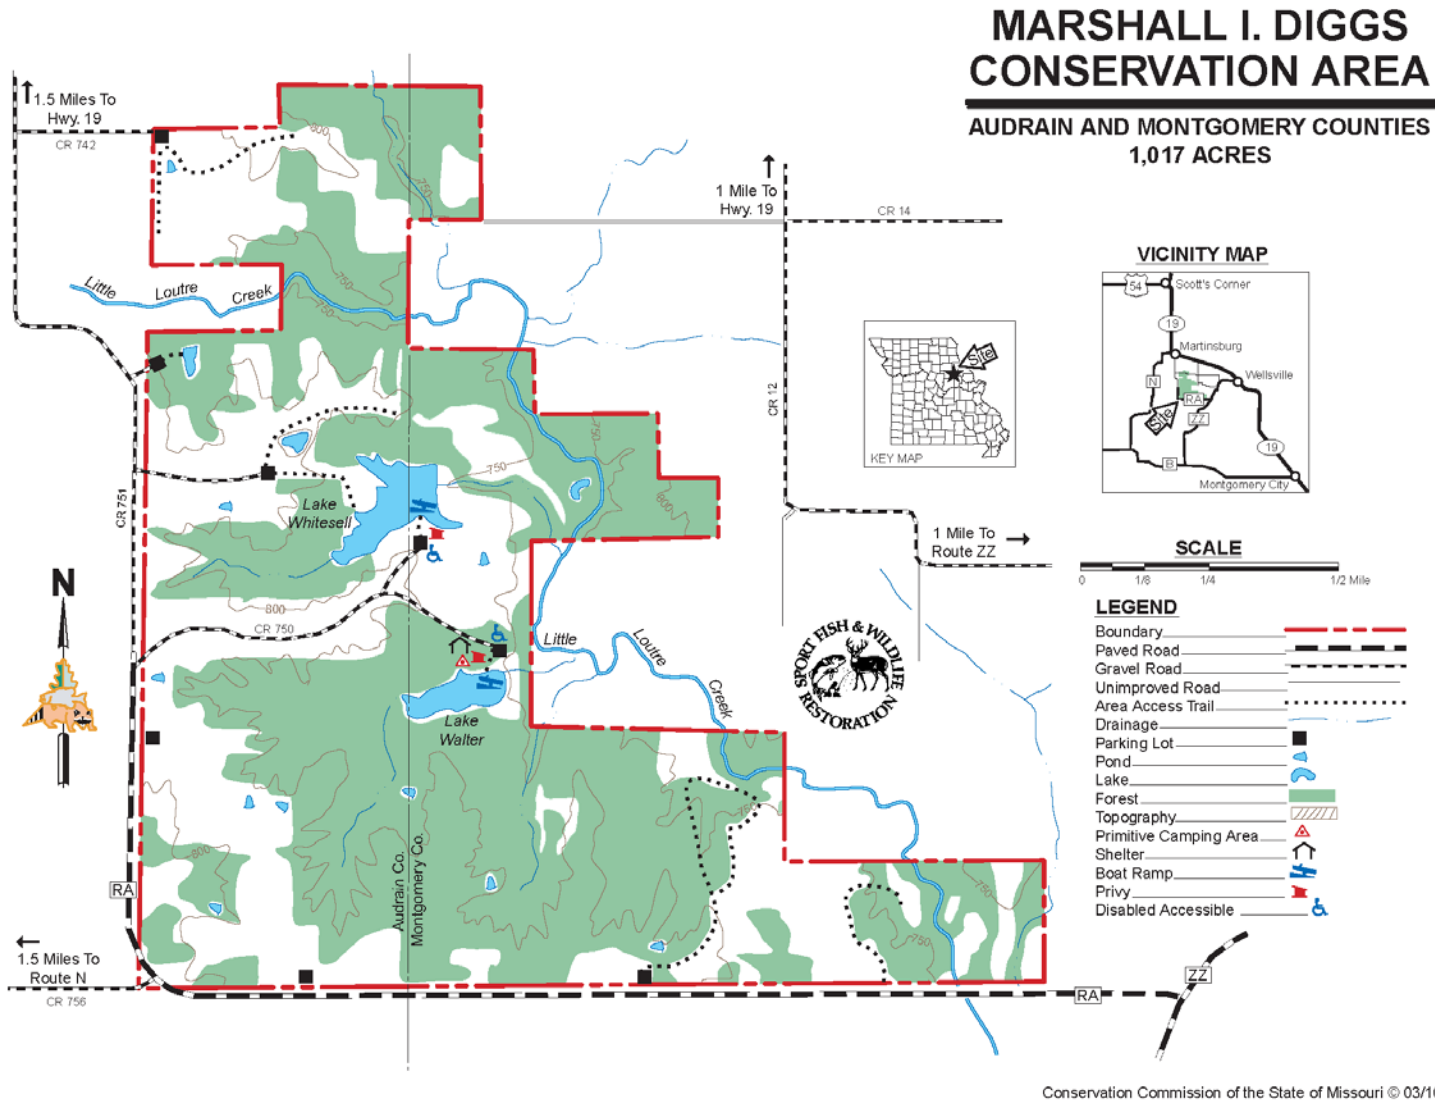 MARSHALL I. DIGGS
CONSERVATION AREA
AUDRAIN AND MONTGOMERY COUNTIES
1,017 ACRES
1.5 Miles To
Hwy. 19
CR 742
800
750
1 Mile To
Hwy. 19
CR 14
Little Loutre Creek
750
750
VICINITY MAP
54
Scott's Corner
19
Martinsburg
N
Wellsville
RA
ZZ
Site
19
B
Montgomery City
Site
KEY MAP
CR 12
750
750
800
CR 751
Lake
Whitesell
1 Mile To
Route ZZ
SCALE
0 1/8 1/4 1/2 Mile
N
800
CR 750
Little Loutre Creek
SPORT FISH & WILDLIFE
RESTORATION
Lake
Walter
LEGEND
Boundary
Paved Road
Gravel Road
Unimproved Road
Area Access Trail
Drainage
Parking Lot
Pond
Lake
Forest
Topography
Primitive Camping Area
Shelter
Boat Ramp
Privy
Disabled Accessible
750
800
Audrain Co.
Montgomery Co.
RA
750
750
1.5 Miles To
Route N
CR 756
RA
ZZ
Conservation Commission of the State of Missouri © 03/1